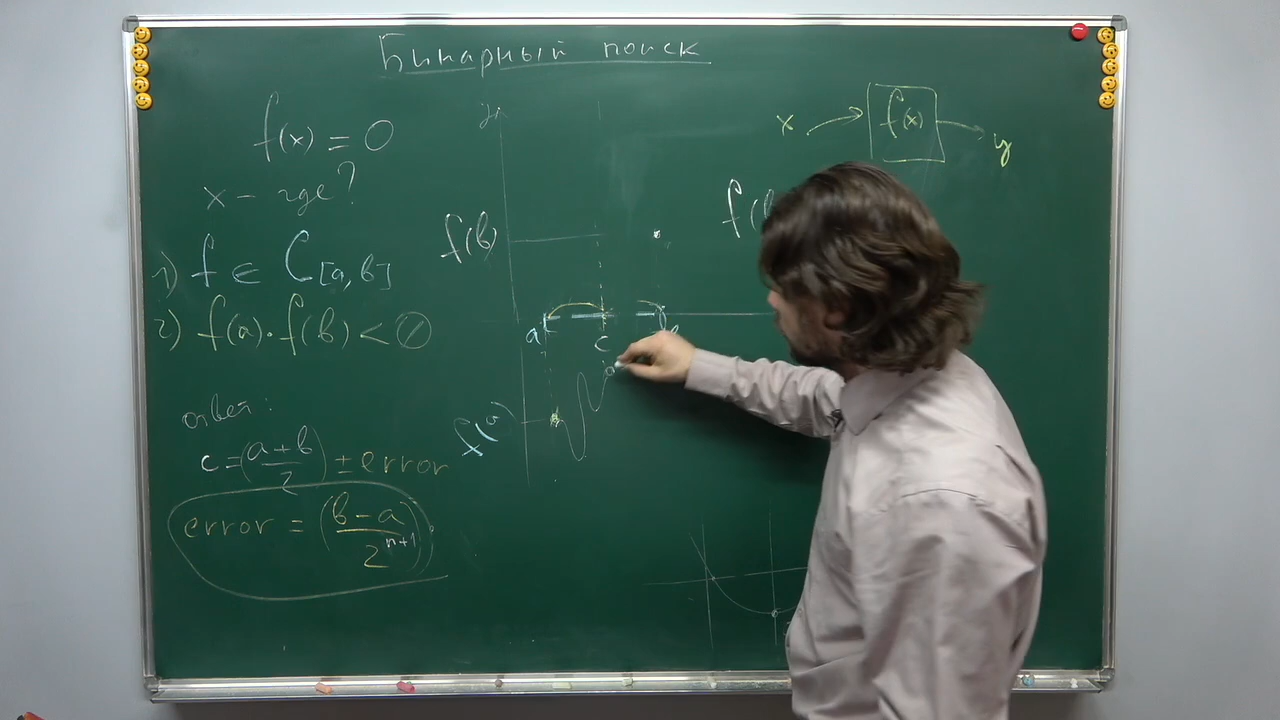 Бинарный поиск
f(x) = 0
x - где?
1) f ∈ C[a, b]
2) f(a)·f(b) < 0
ответ:
c = (a+b/2) ± error
error = (b-a/2^n+1)
y
f(b)
a
c
f(a)
x
f(x)
y
f(b